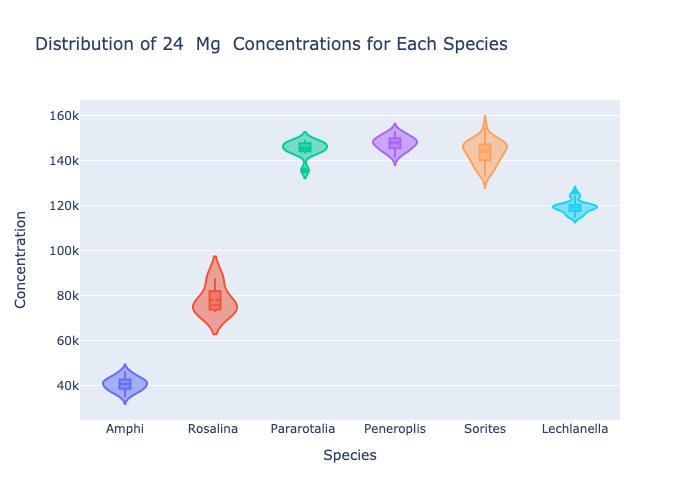 Distribution of 24  Mg  Concentrations for Each Species
160k
140k
120k
100k
80k
60k
40k
Concentration
Amphi Rosalina Pararotalia Peneroplis Sorites Lechlanella
Species